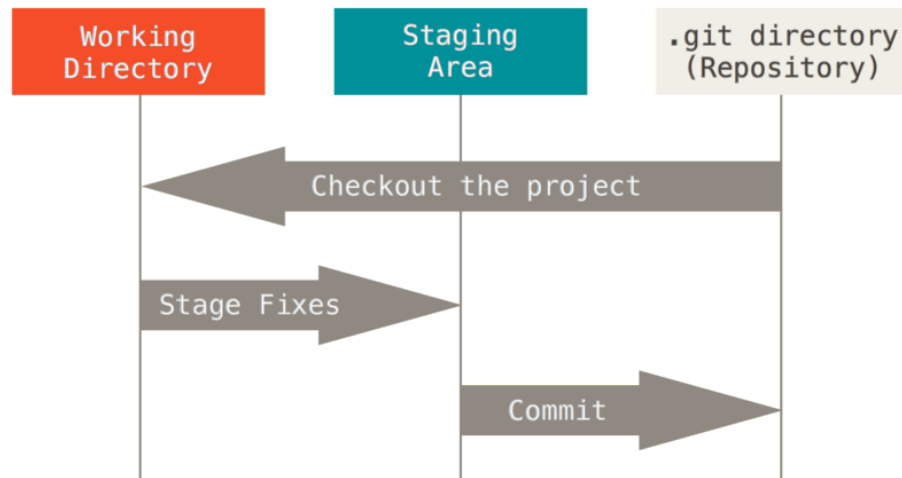 Working
Directory
Staging
Area
.git directory
(Repository)
Checkout the project
Stage Fixes
Commit